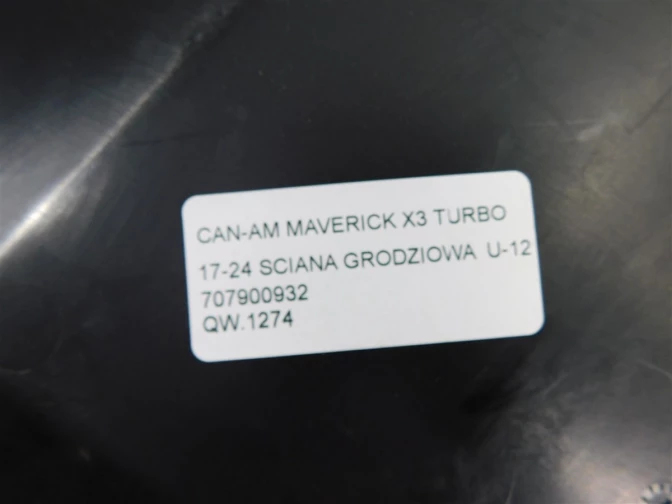 CAN-AM MAVERICK X3 TURBO
17-24 SCIANA GRODZIOWA U-12
707900932
QW.1274